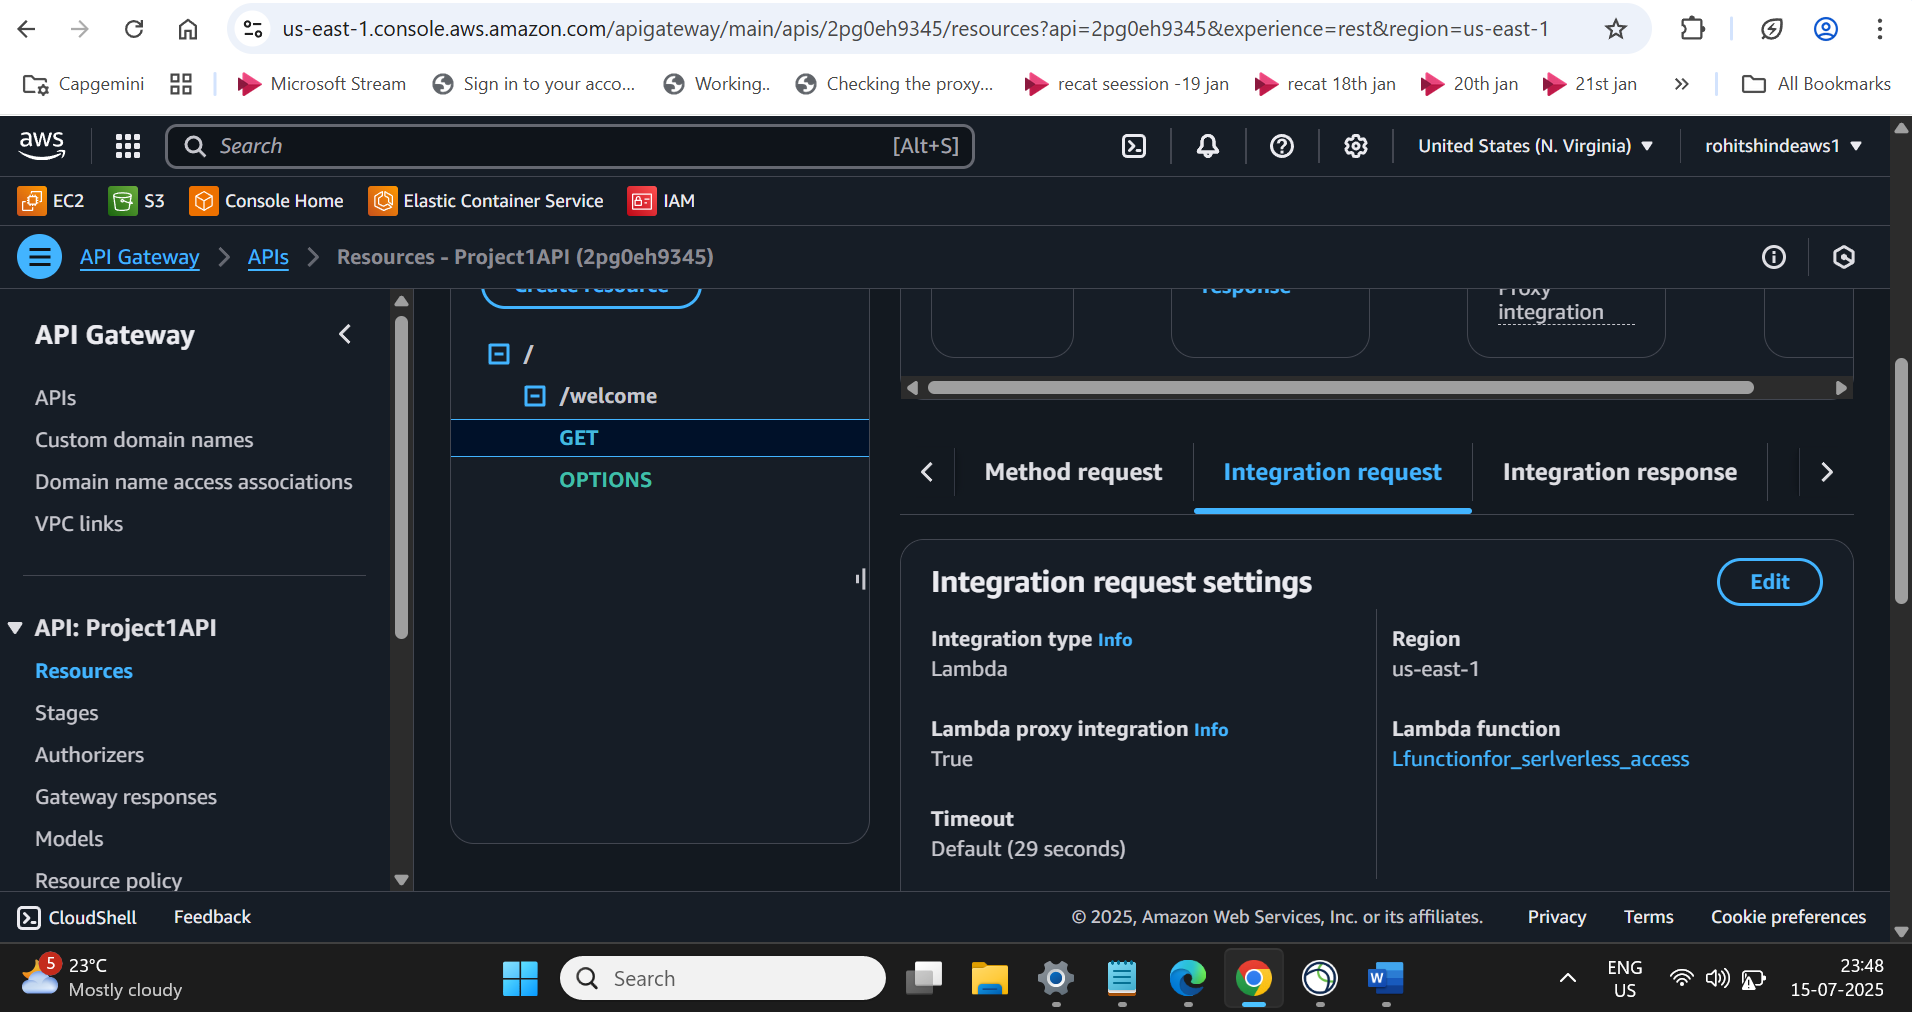 us-east-1.console.aws.amazon.com/apigateway/main/apis/2pg0eh9345/resources?api=2pg0eh9345&experience=rest&region=us-east-1
Capgemini Microsoft Stream Sign in to your acco... Working.. Checking the proxy... recat seession -19 jan recat 18th jan 20th jan 21st jan » All Bookmarks
aws Search [Alt+S] United States (N. Virginia) rohitshindeaws1
EC2 S3 Console Home Elastic Container Service IAM
API Gateway APIs Resources - Project1API (2pg0eh9345)
API Gateway
APIs
Custom domain names
Domain name access associations
VPC links
API: Project1API
Resources
Stages
Authorizers
Gateway responses
Models
Resource policy
Create resource
/
/welcome
GET
OPTIONS
response
Proxy
integration
Method request Integration request Integration response
Integration request settings
Edit
Integration type Info
Lambda
Region
us-east-1
Lambda proxy integration Info
True
Lambda function
Lfunctionfor_serlverless_access
Timeout
Default (29 seconds)
CloudShell Feedback © 2025, Amazon Web Services, Inc. or its affiliates. Privacy Terms Cookie preferences
5
23°C
Mostly cloudy
Search
W
ENG
US
23:48
15-07-2025